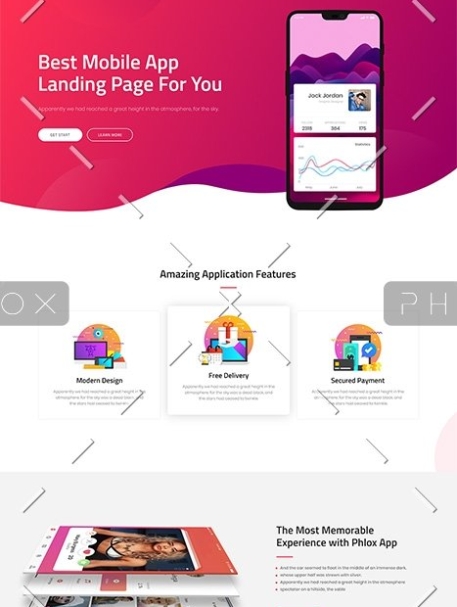 Best Mobile App
Landing Page For You
Apparently we had reached a great height in the atmosphere, for the sky.
GET START
LEARN MORE
Jack Jordan
Statistics
Amazing Application Features
OX
PH
Modern Design
Apparently we had reached a great height in the
atmosphere for the sky was a dead black, and
the stars had ceased to twinkle.
Free Delivery
Apparently we had reached a great height in the
atmosphere for the sky was a dead black, and
the stars had ceased to twinkle.
Secured Payment
Apparently we had reached a great height in the
atmosphere for the sky was a dead black, and
the stars had ceased to twinkle.
The Most Memorable
Experience with Phlox App
And the car seemed to float in the middle of an immense dark
whose upper half was strewn with silver.
Apparently we had reached a great height in the atmosphere
spectator on a hillside, the sable